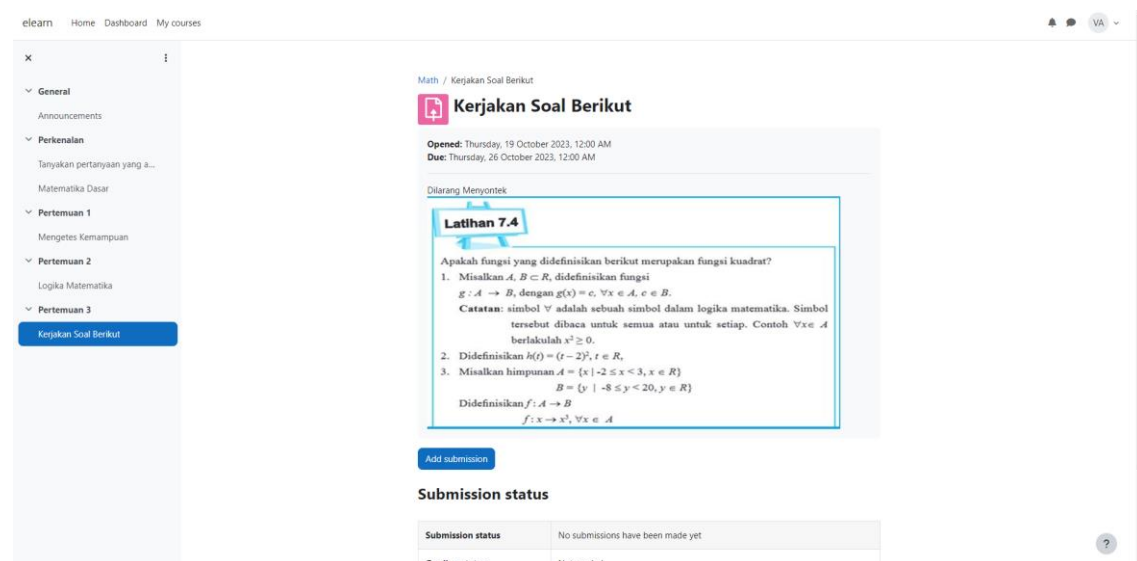 elearn Home Dashboard My courses VA
General
Announcements
Perkenalan
Tanyakan pertanyaan yang a...
Matematika Dasar
Pertemuan 1
Mengetes Kemampuan
Pertemuan 2
Logika Matematika
Pertemuan 3
Kerjakan Soal Berikut
Math / Kerjakan Soal Berikut
Kerjakan Soal Berikut
Opened: Thursday, 19 October 2023, 12:00 AM
Due: Thursday, 26 October 2023, 12:00 AM
Dilarang Menyontek
Latihan 7.4
Apakah fungsi yang didefinisikan berikut merupakan fungsi kuadrat?
1. Misalkan A, B ⊂ R, didefinisikan fungsi
g : A → B, dengan g(x) = c, ∀x ∈ A, c ∈ B.
Catatan: simbol ∀ adalah sebuah simbol dalam logika matematika. Simbol
tersebut dibaca untuk semua atau untuk setiap. Contoh ∀x∈ A
berlakulah x² ≥ 0.
2. Didefinisikan h(t) = (t – 2)², t ∈ R,
3. Misalkan himpunan A = {x | -2 ≤ x < 3, x ∈ R}
B = {y | -8 ≤ y < 20, y ∈ R}
Didefinisikan f : A → B
f : x → x³, ∀x ∈ A
Add submission
Submission status
Submission status No submissions have been made yet
?